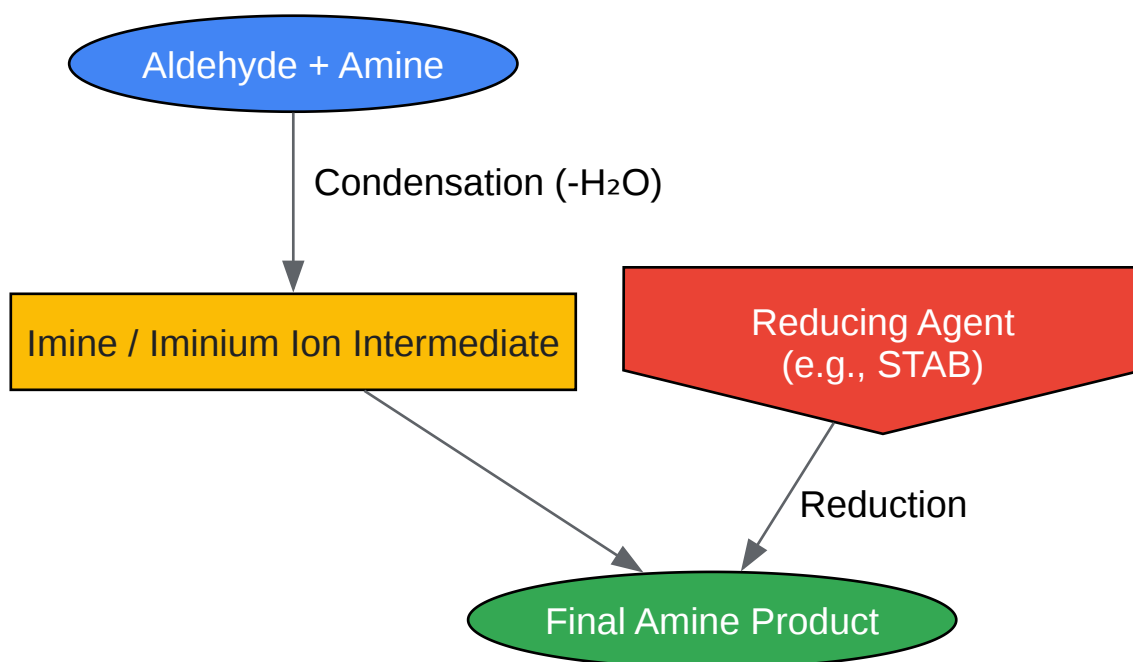 Aldehyde + Amine
Condensation (-H₂O)
Imine / Iminium Ion Intermediate
Reducing Agent
(e.g., STAB)
Reduction
Final Amine Product